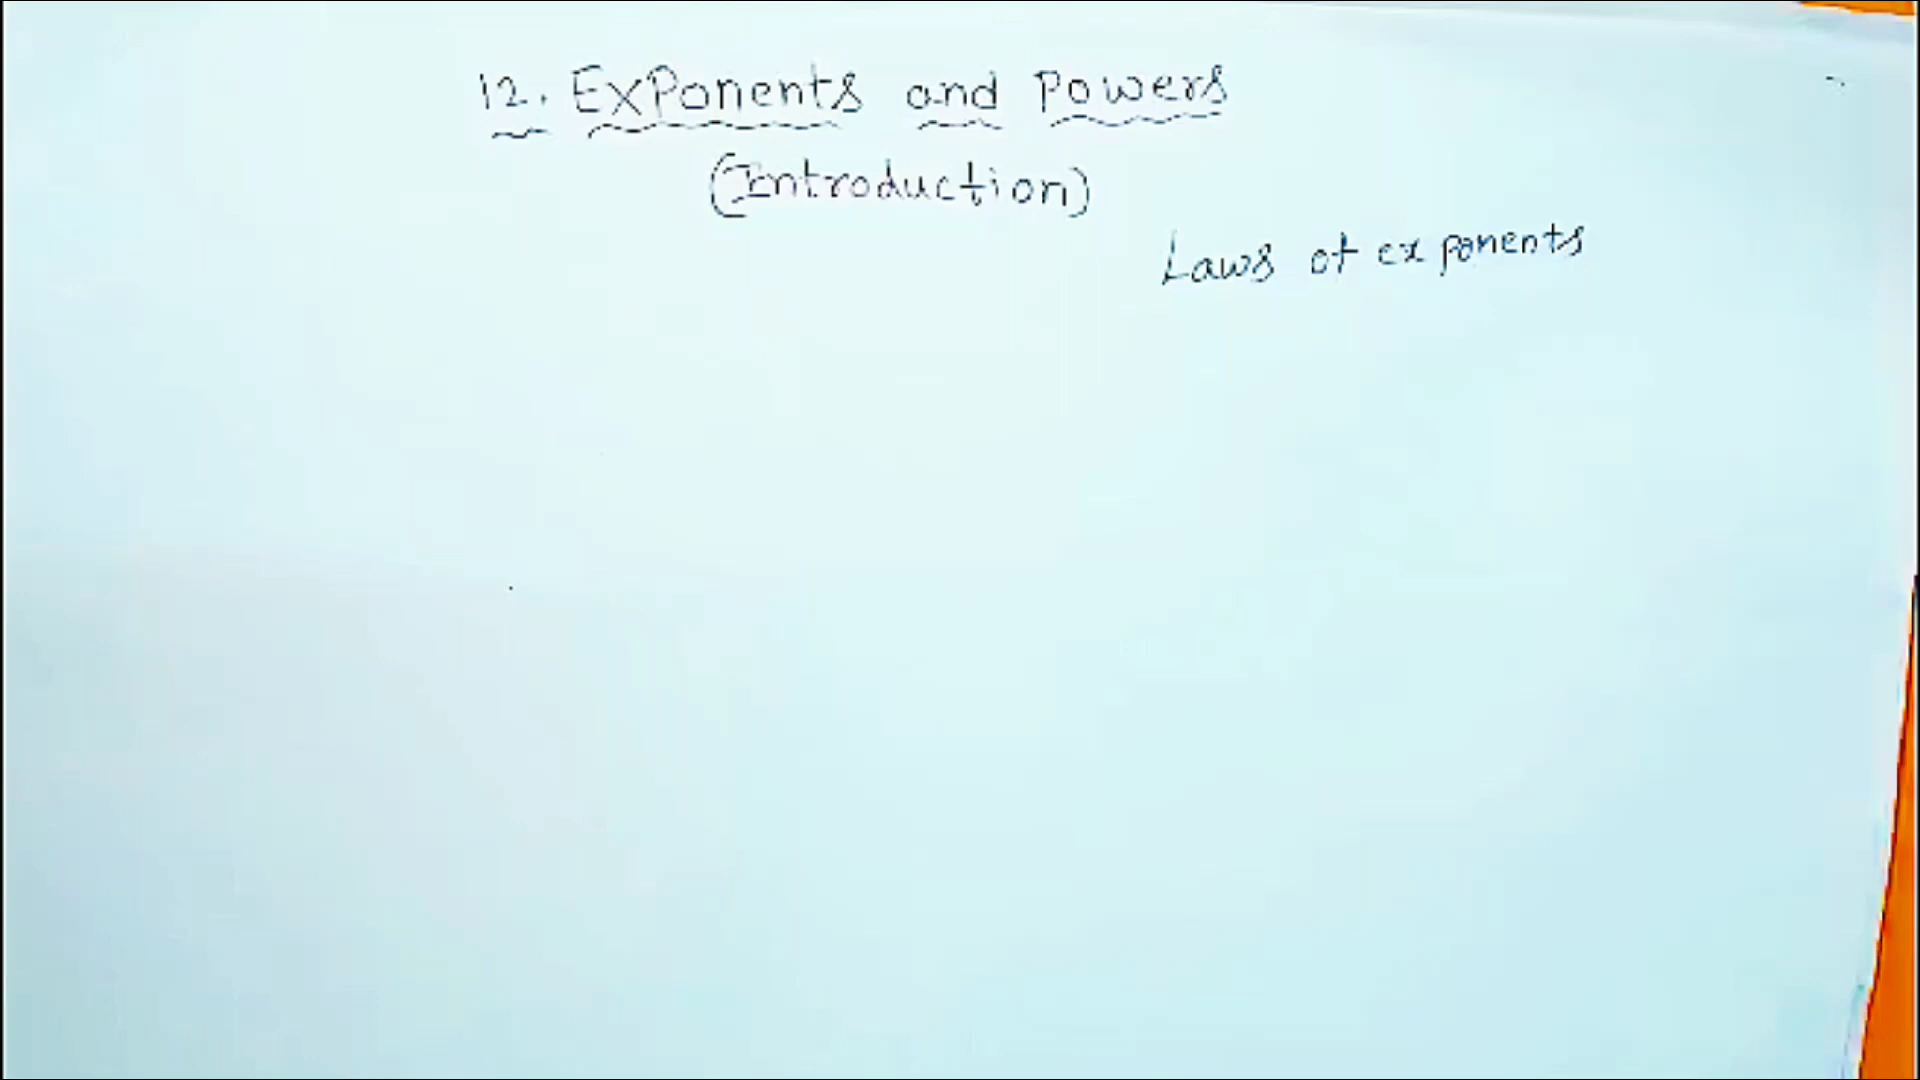 12. Exponents and Powers
(Introduction)
Laws of exponents